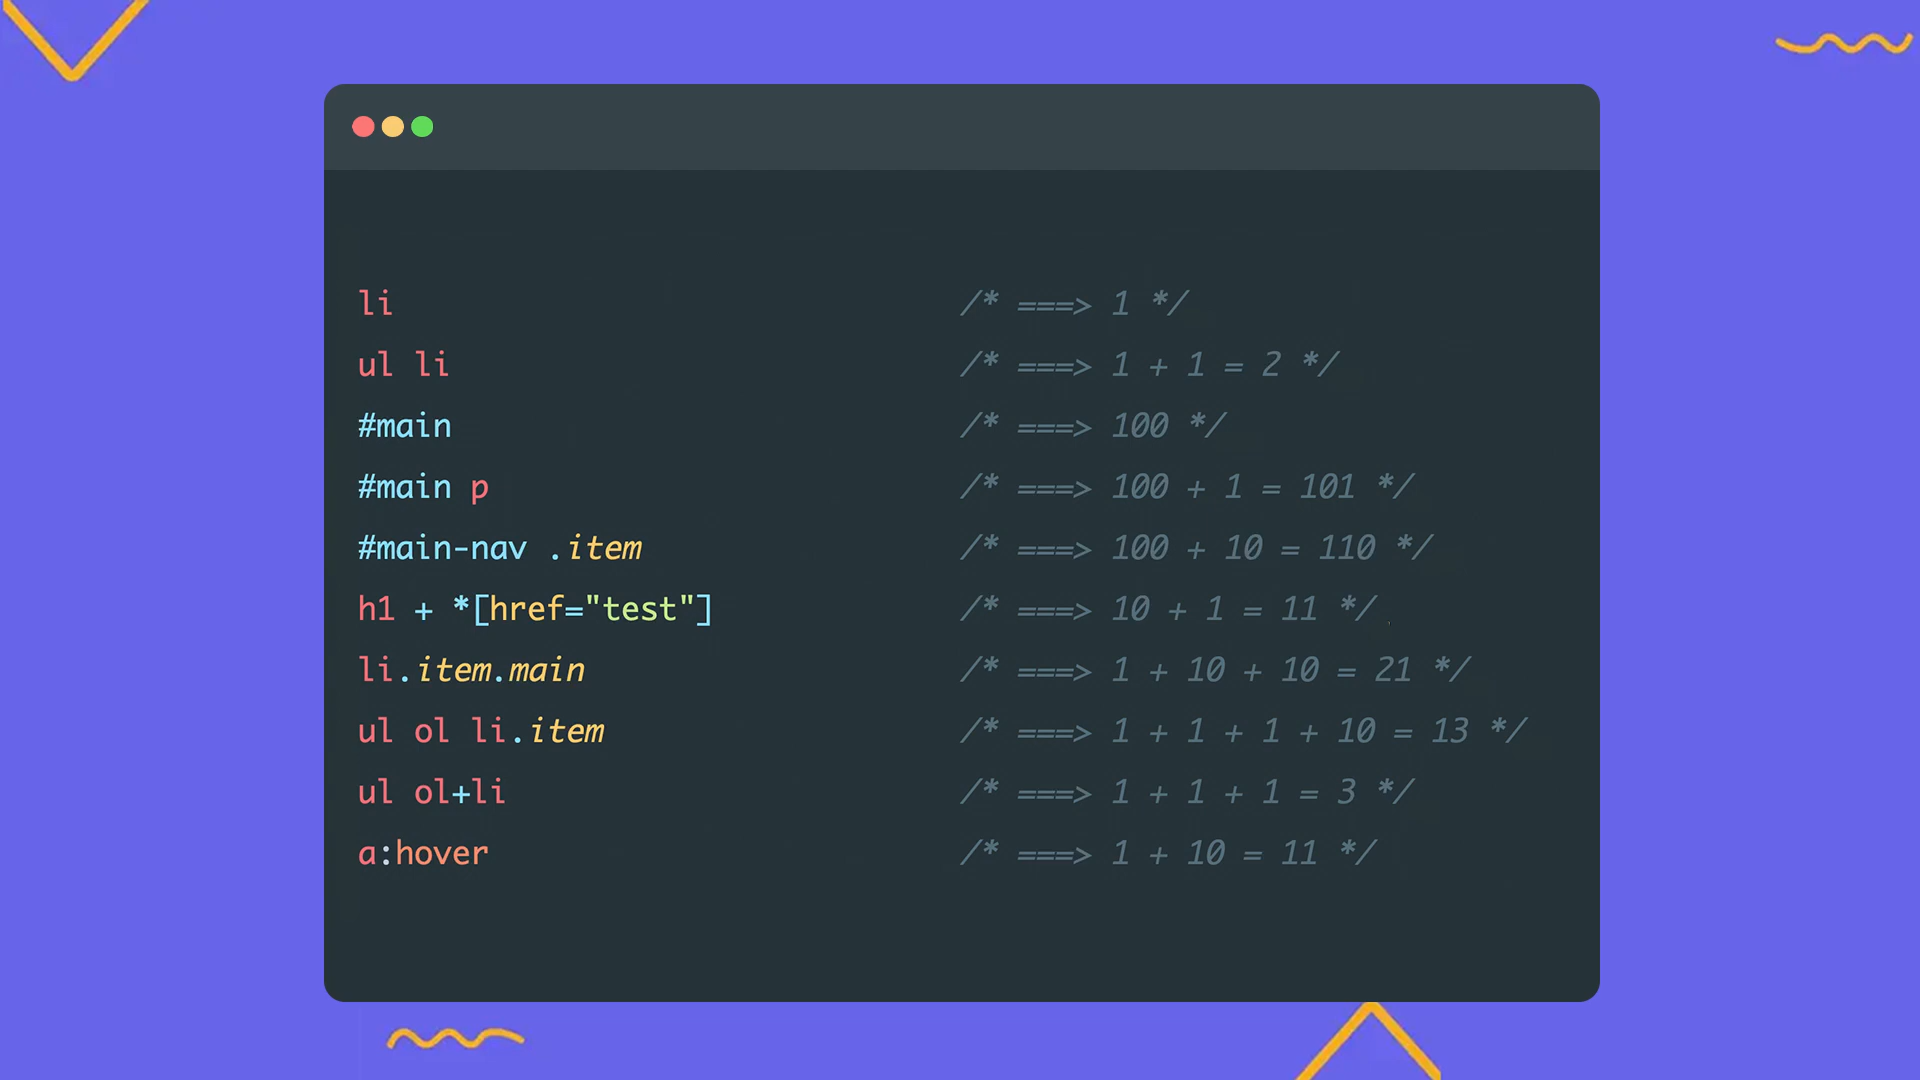 li /* ===> 1 */
ul li /* ===> 1 + 1 = 2 */
#main /* ===> 100 */
#main p /* ===> 100 + 1 = 101 */
#main-nav .item /* ===> 100 + 10 = 110 */
h1 + *[href="test"] /* ===> 10 + 1 = 11 */
li.item.main /* ===> 1 + 10 + 10 = 21 */
ul ol li.item /* ===> 1 + 1 + 1 + 10 = 13 */
ul ol+li /* ===> 1 + 1 + 1 = 3 */
a:hover /* ===> 1 + 10 = 11 */